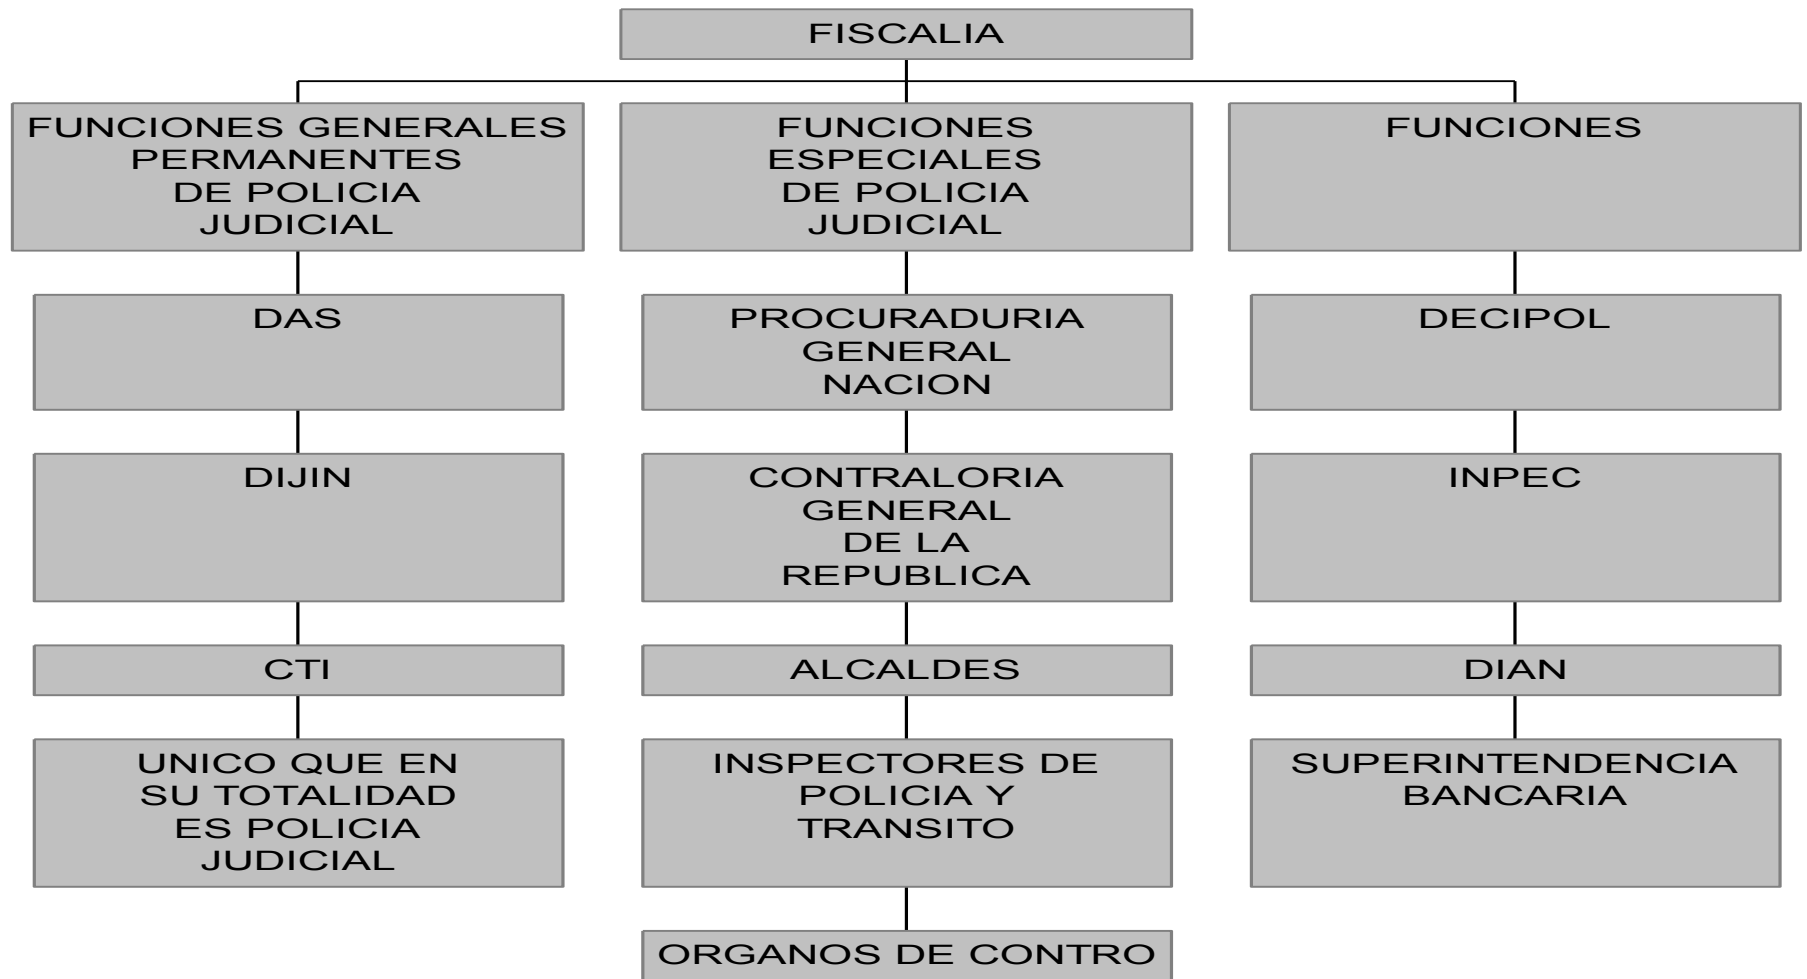 FISCALIA
FUNCIONES GENERALES
PERMANENTES
DE POLICIA
JUDICIAL
DAS
DIJIN
CTI
UNICO QUE EN
SU TOTALIDAD
ES POLICIA
JUDICIAL
FUNCIONES
ESPECIALES
DE POLICIA
JUDICIAL
PROCURADURIA
GENERAL
NACION
CONTRALORIA
GENERAL
DE LA
REPUBLICA
ALCALDES
INSPECTORES DE
POLICIA Y
TRANSITO
ORGANOS DE CONTRO
FUNCIONES
DECIPOL
INPEC
DIAN
SUPERINTENDENCIA
BANCARIA